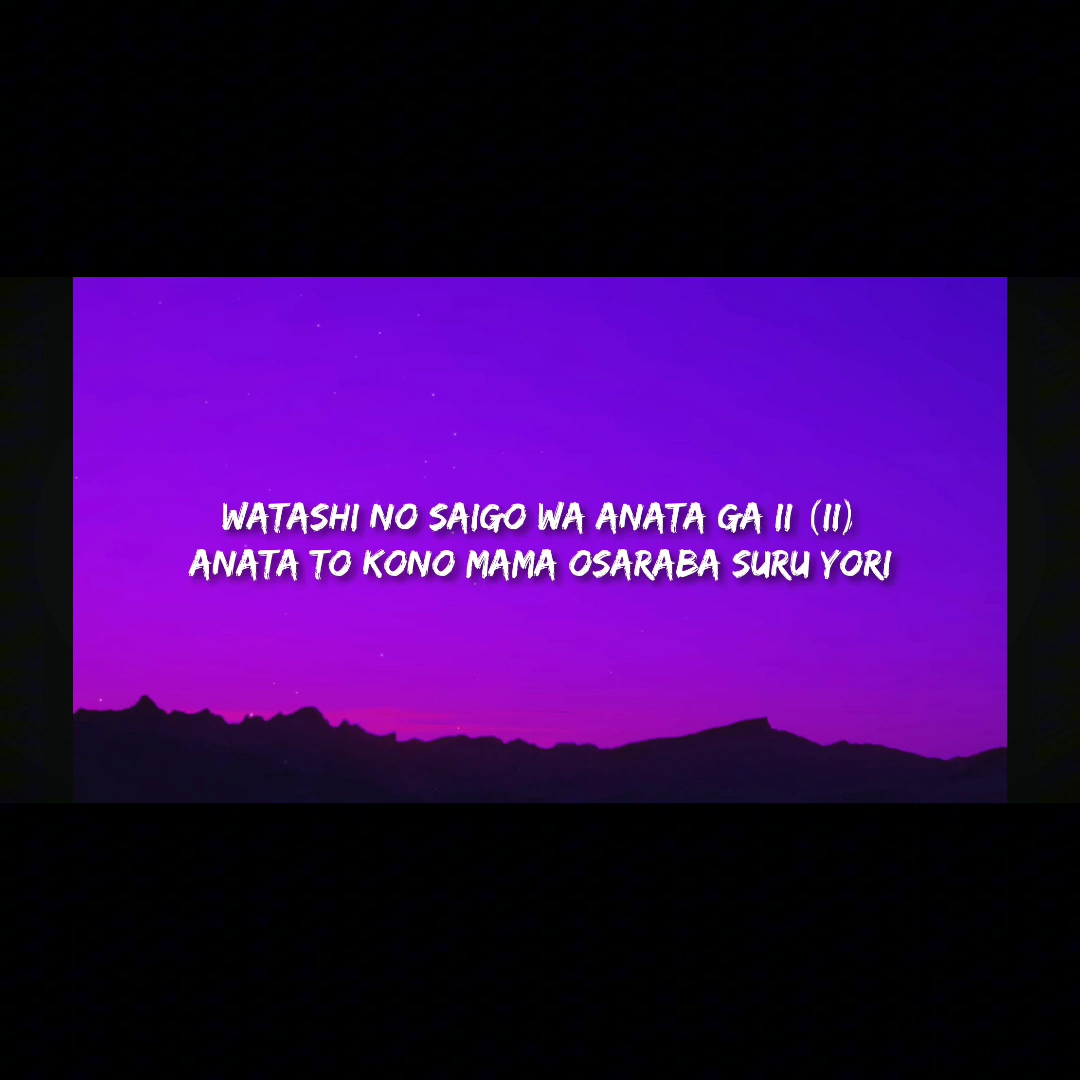 WATASHI NO SAIGO WA ANATA GA II (II)
ANATA TO KONO MAMA OSARABA SURU YORI